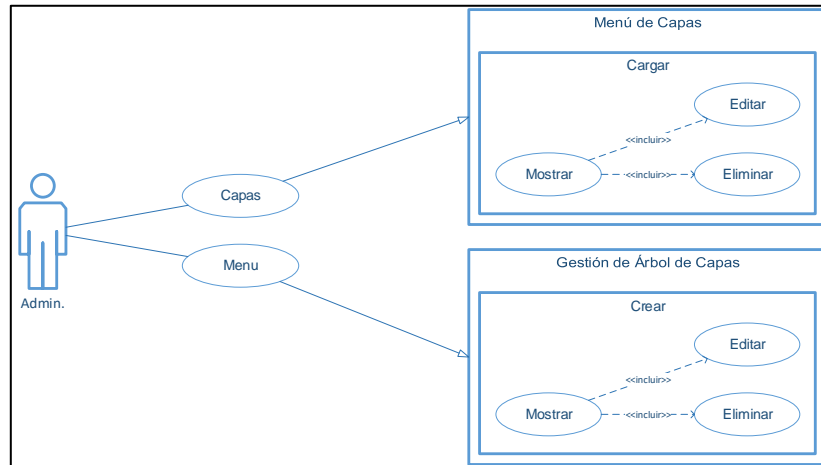 Menú de Capas
Cargar
Editar
<<incluir>>
Mostrar
<<incluir>>
Eliminar
Capas
Menu
Admin.
Gestión de Árbol de Capas
Crear
Editar
<<incluir>>
Mostrar
<<incluir>>
Eliminar